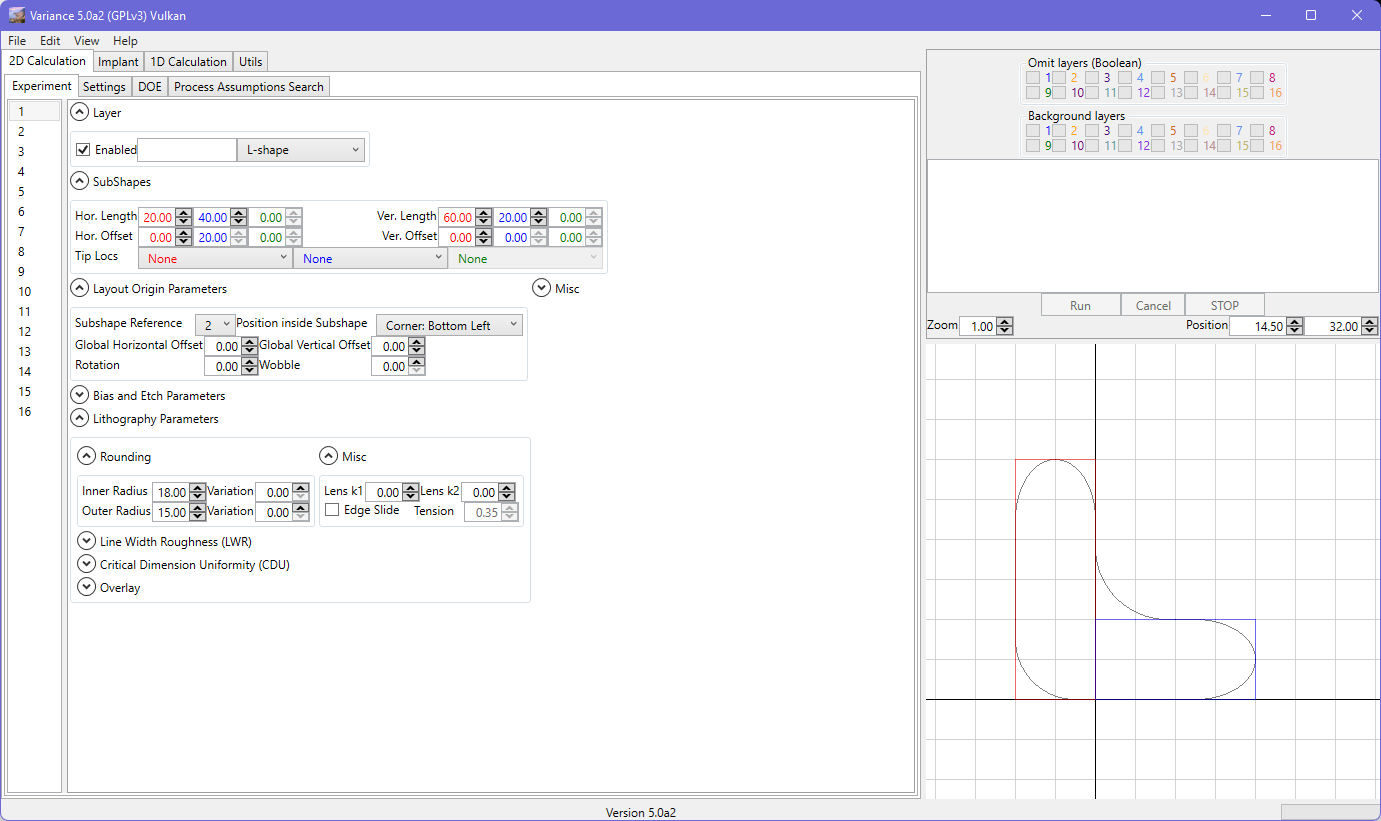 Variance 5.0a2 (GPLv3) Vulkan
File Edit View Help
2D Calculation Implant 1D Calculation Utils
Experiment Settings DOE Process Assumptions Search
1
2
3
4
5
6
7
8
9
10
11
12
13
14
15
16
Layer
Enabled L-shape
SubShapes
Hor. Length 20.00 40.00 0.00 Ver. Length 60.00 20.00 0.00
Hor. Offset 0.00 20.00 0.00 Ver. Offset 0.00 0.00 0.00
Tip Locs None None None
Layout Origin Parameters Misc
Subshape Reference 2 Position inside Subshape Corner: Bottom Left
Global Horizontal Offset 0.00 Global Vertical Offset 0.00
Rotation 0.00 Wobble 0.00
Bias and Etch Parameters
Lithography Parameters
Rounding Misc
Inner Radius 18.00 Variation 0.00 Lens k1 0.00 Lens k2 0.00
Outer Radius 15.00 Variation 0.00 Edge Slide Tension 0.35
Line Width Roughness (LWR)
Critical Dimension Uniformity (CDU)
Overlay
Omit layers (Boolean)
1 2 3 4 5 6 7 8
9 10 11 12 13 14 15 16
Background layers
1 2 3 4 5 6 7 8
9 10 11 12 13 14 15 16
Run Cancel STOP
Zoom 1.00 Position 14.50 32.00
Version 5.0a2